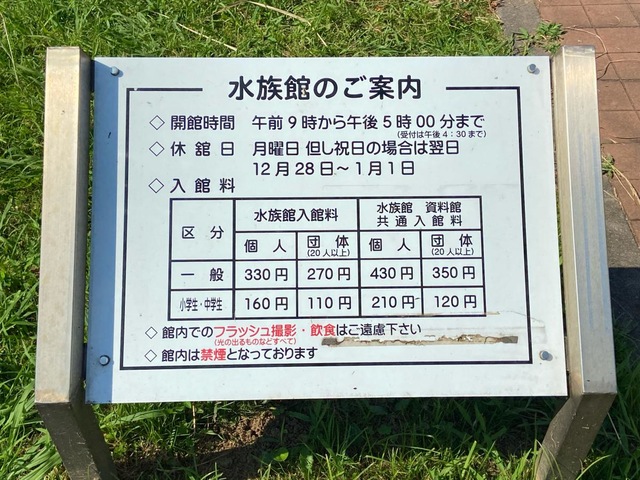 水族館のご案内
◇ 開館時間 午前9時から午後5時00分まで
(受付は午後4:30まで)
◇ 休館日 月曜日 但し祝日の場合は翌日
12月28日～1月1日
◇ 入館料
区分 水族館入館料 水族館 資料館
共通入館料
個人 団体 個人 団体
(20人以上) (20人以上)
一般 330円 270円 430円 350円
小学生・中学生 160円 110円 210円 120円
◇ 館内でのフラッシュ撮影・飲食はご遠慮下さい
(光の出るものなどすべて)
◇ 館内は禁煙となっております